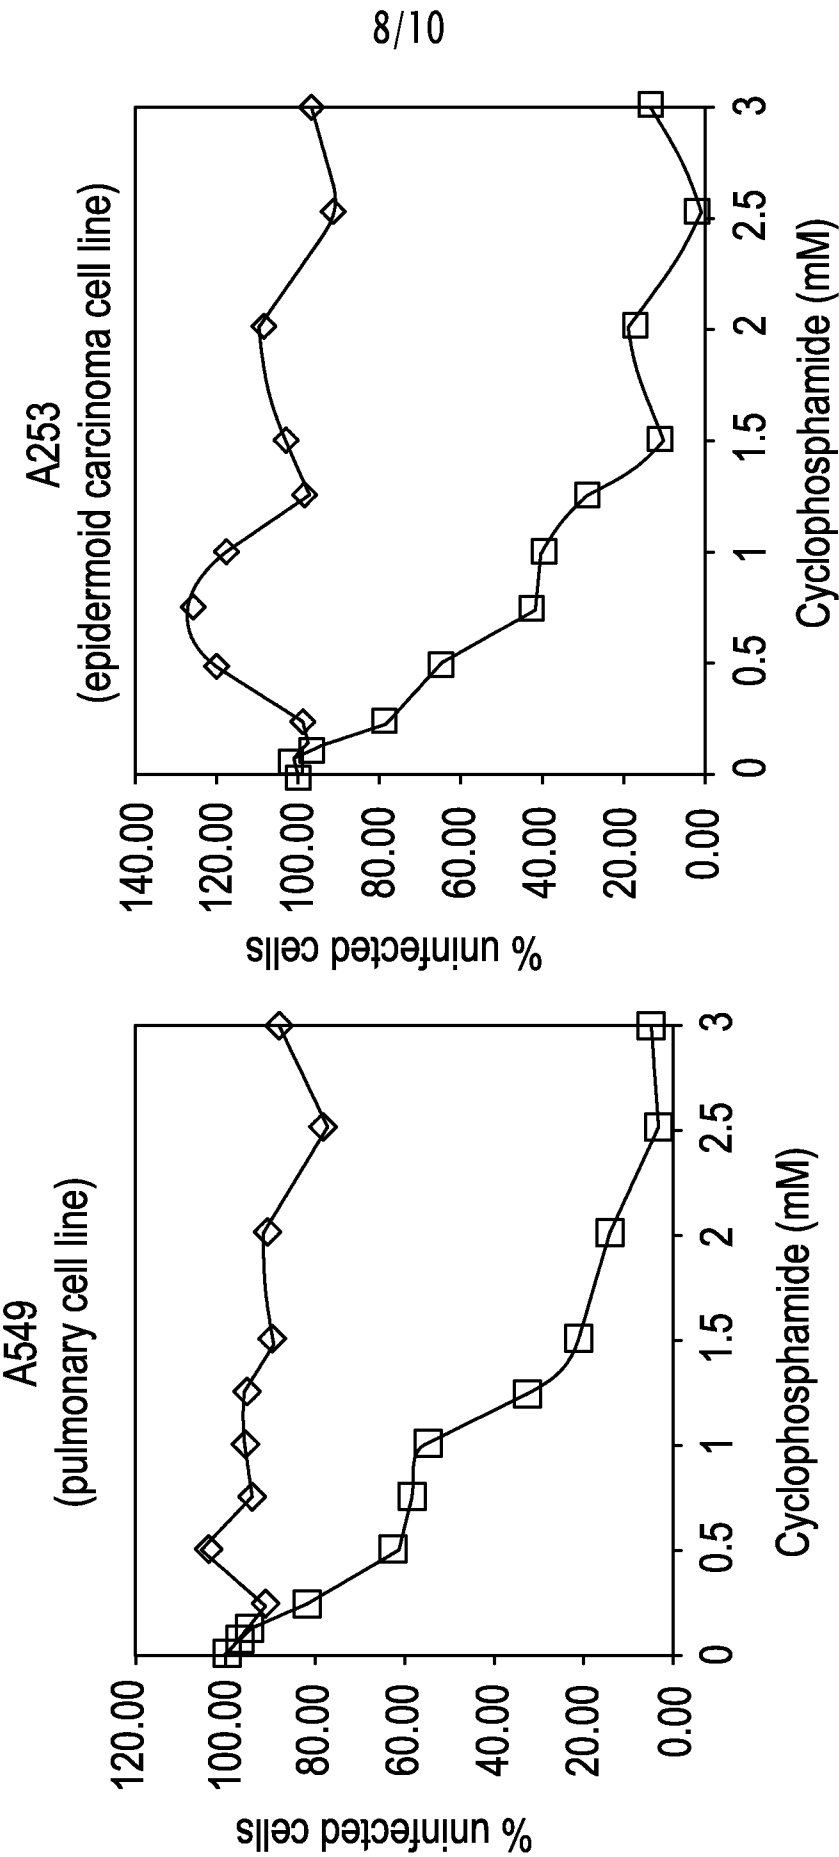 8/10
A549
(pulmonary cell line)
% uninfected cells
120.00
100.00
80.00
60.00
40.00
20.00
0.00
0 0.5 1 1.5 2 2.5 3
Cyclophosphamide (mM)
A253
(epidermoid carcinoma cell line)
% uninfected cells
140.00
120.00
100.00
80.00
60.00
40.00
20.00
0.00
0 0.5 1 1.5 2 2.5 3
Cyclophosphamide (mM)